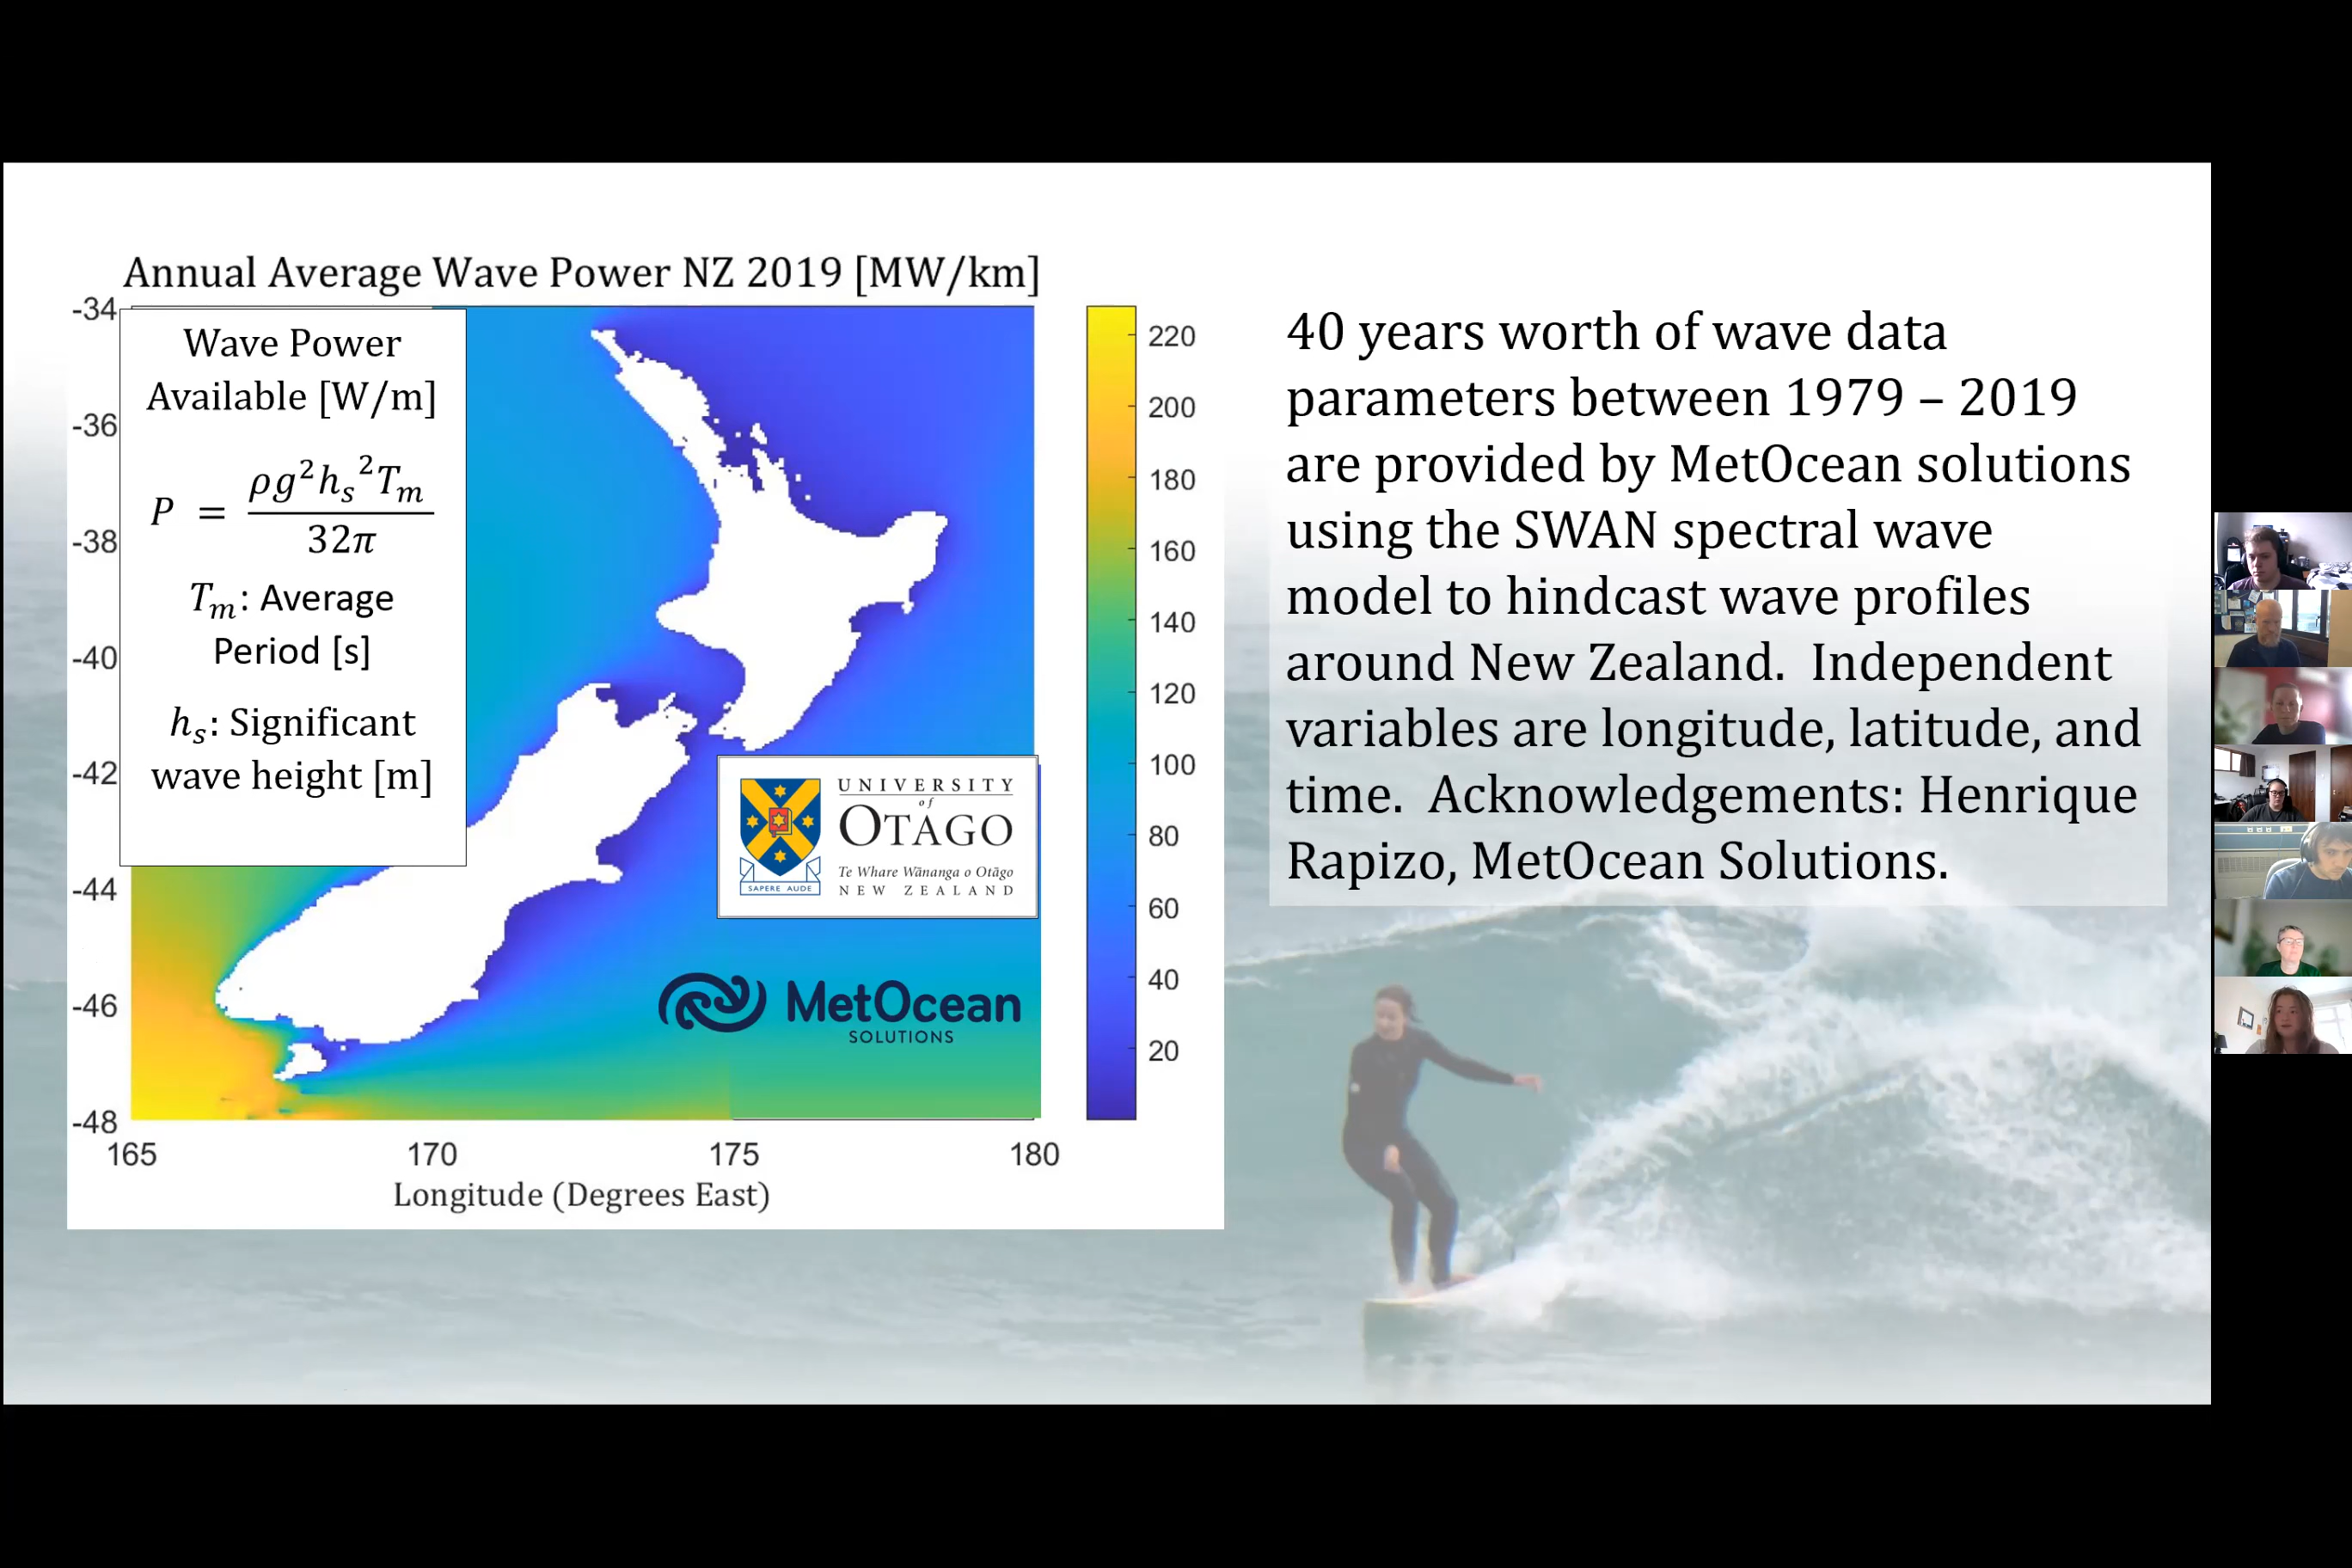 Annual Average Wave Power NZ 2019 [MW/km]
-34
-36
-38
-40
-42
-44
-46
-48
Wave Power
Available [W/m]
P = ρg²hₛ²Tₘ / 32π
Tₘ: Average
Period [s]
hₛ: Significant
wave height [m]
UNIVERSITY
of
OTAGO
Te Whare Wānanga o Otāgo
NEW ZEALAND
SAPERE AUDE
MetOcean
SOLUTIONS
165 170 175 180
Longitude (Degrees East)
220
200
180
160
140
120
100
80
60
40
20
40 years worth of wave data
parameters between 1979 – 2019
are provided by MetOcean solutions
using the SWAN spectral wave
model to hindcast wave profiles
around New Zealand.  Independent
variables are longitude, latitude, and
time.  Acknowledgements: Henrique
Rapizo, MetOcean Solutions.